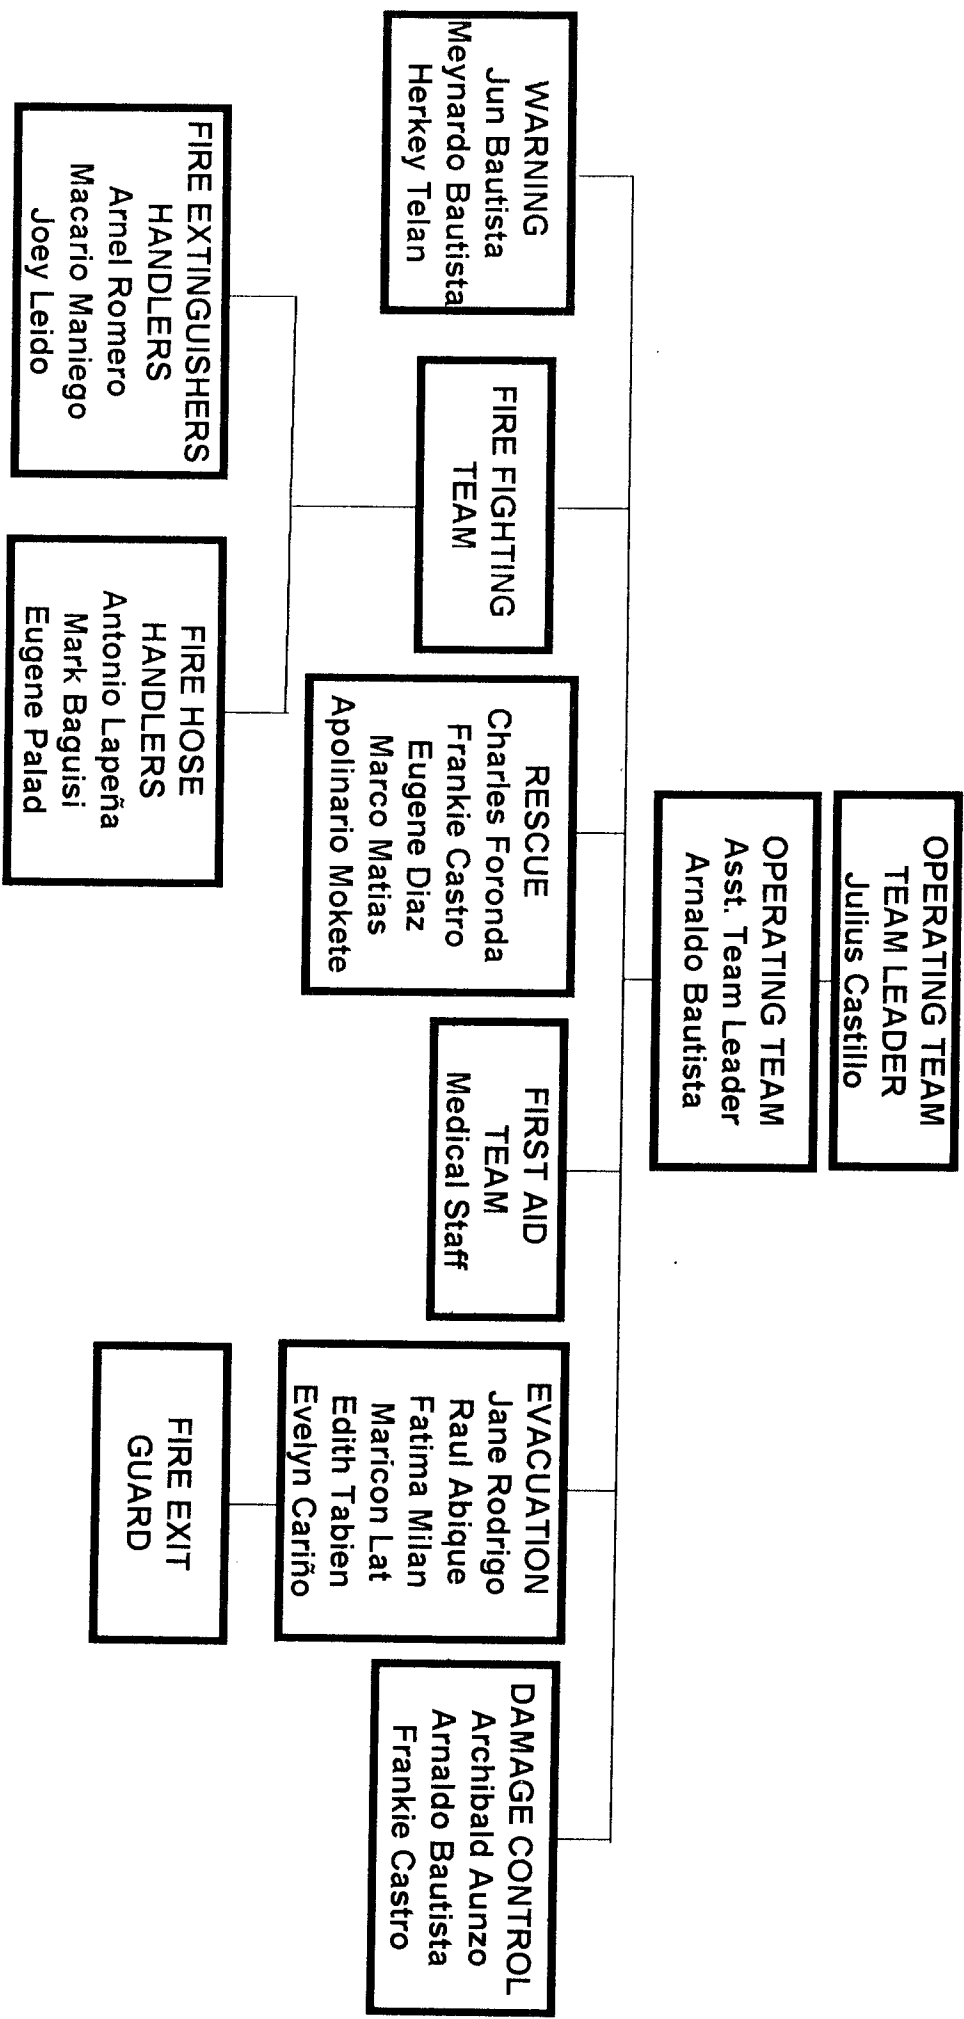 OPERATING TEAM
TEAM LEADER
Julius Castillo
OPERATING TEAM
Asst. Team Leader
Arnaldo Bautista
WARNING
Jun Bautista
Meynardo Bautista
Herkey Telan
FIRE FIGHTING
TEAM
RESCUE
Charles Foronda
Frankie Castro
Eugene Diaz
Marco Matias
Apolinario Mokete
FIRST AID
TEAM
Medical Staff
EVACUATION
Jane Rodrigo
Raul Abique
Fatima Milan
Maricon Lat
Edith Tabien
Evelyn Cariño
DAMAGE CONTROL
Archibald Aunzo
Arnaldo Bautista
Frankie Castro
FIRE EXTINGUISHERS
HANDLERS
Arnel Romero
Macario Maniego
Joey Leido
FIRE HOSE
HANDLERS
Antonio Lapeña
Mark Baguisi
Eugene Palad
FIRE EXIT
GUARD